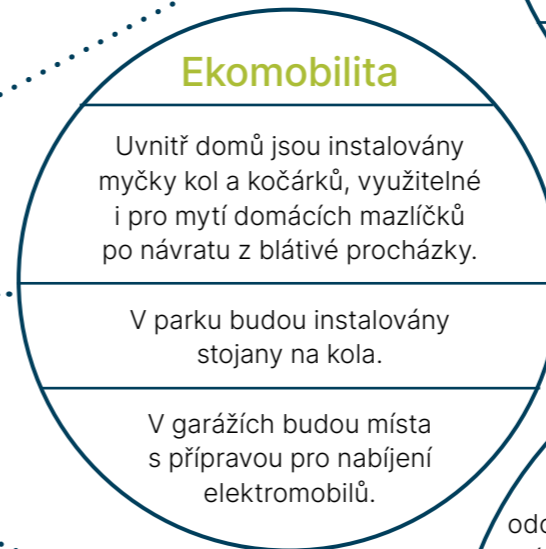 Ekomobilita
Uvnitř domů jsou instalovány
myčky kol a kočárků, využitelné
i pro mytí domácích mazlíčků
po návratu z blátivé procházky.
V parku budou instalovány
stojany na kola.
V garážích budou místa
s přípravou pro nabíjení
elektromobilů.